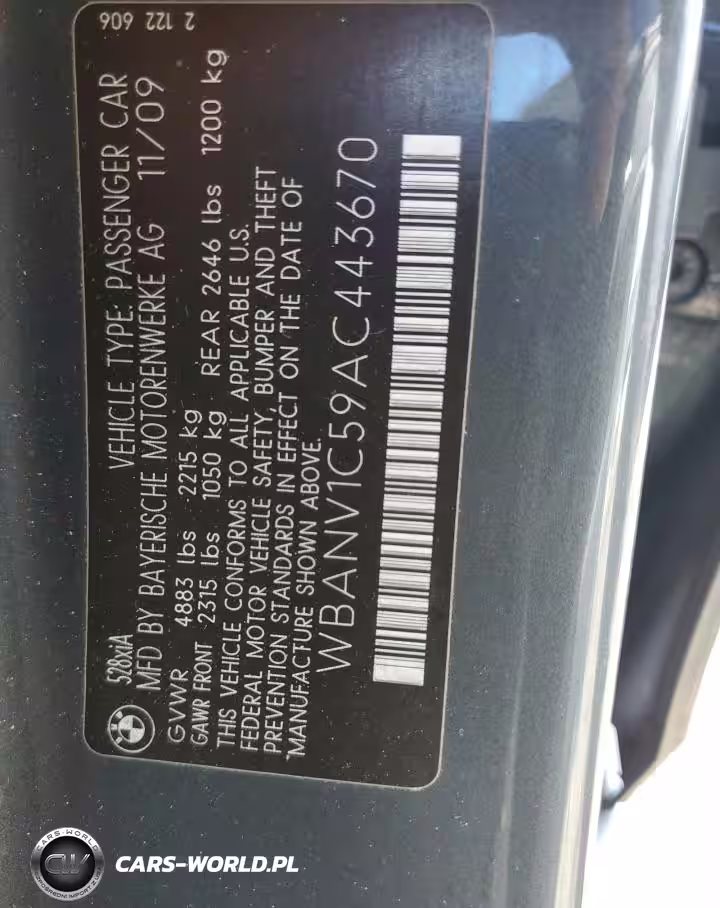 528xiA VEHICLE TYPE: PASSENGER CAR
MFD BY BAYERISCHE MOTORENWERKE AG 11/09
GVWR 4883 lbs 2215 kg
GAWR FRONT 2315 lbs 1050 kg REAR 2646 lbs 1200 kg
THIS VEHICLE CONFORMS TO ALL APPLICABLE U.S.
FEDERAL MOTOR VEHICLE SAFETY, BUMPER AND THEFT
PREVENTION STANDARDS IN EFFECT ON THE DATE OF
MANUFACTURE SHOWN ABOVE.
WBANV1C59AC443670
2 122 606
CARS-WORLD
CW
CARS-WORLD.PL